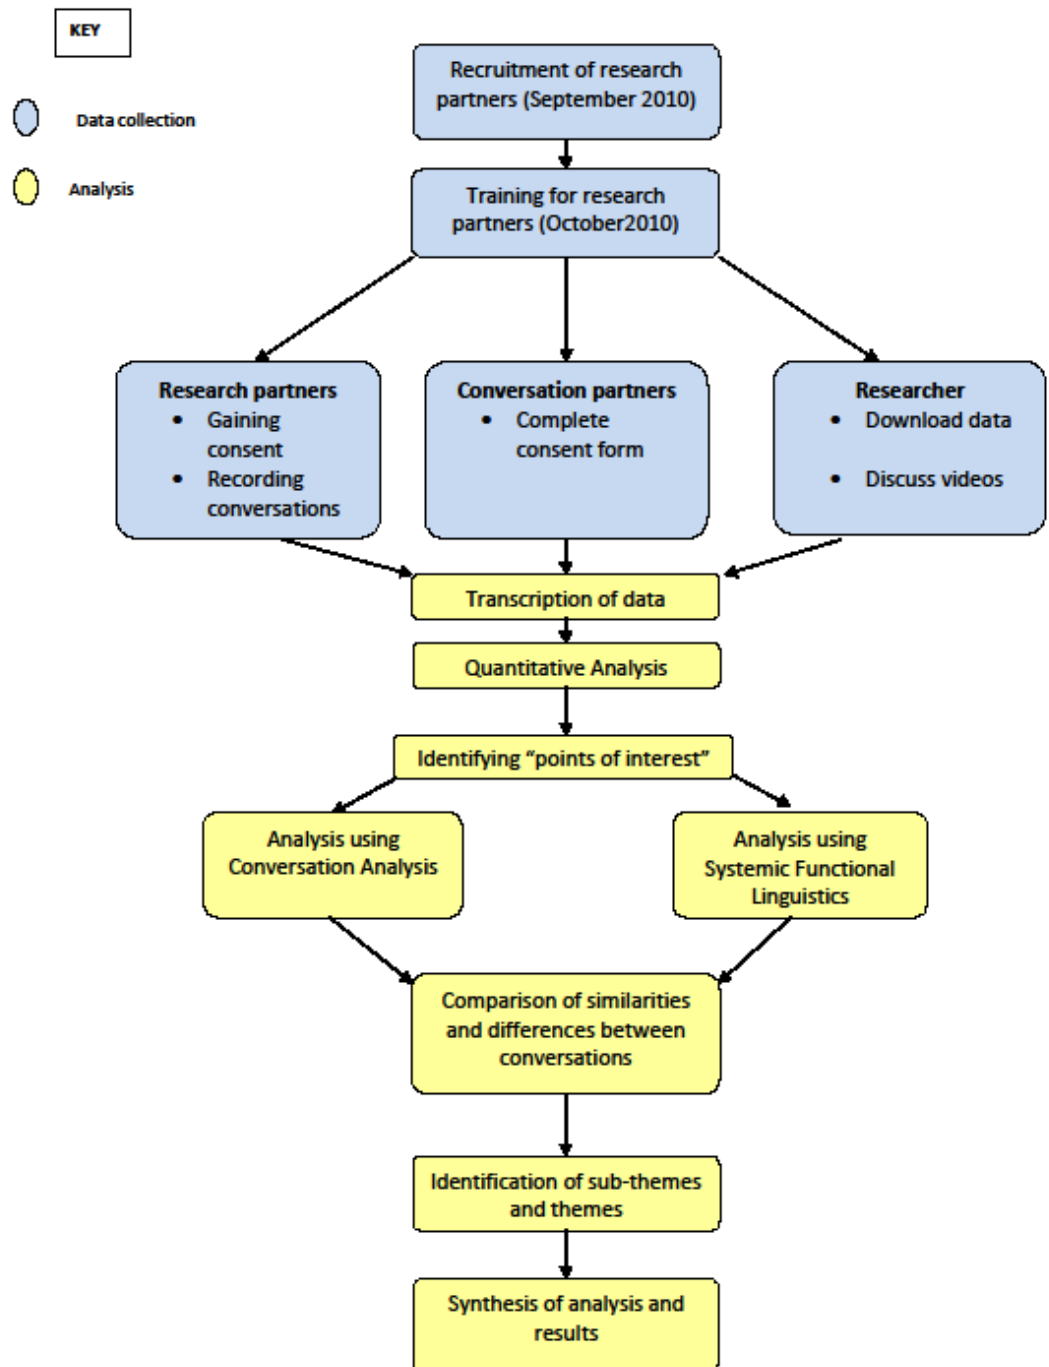 KEY
Data collection
Analysis
Recruitment of research
partners (September 2010)
Training for research
partners (October2010)
Research partners
• Gaining
consent
• Recording
conversations
Conversation partners
• Complete
consent form
Researcher
• Download data
• Discuss videos
Transcription of data
Quantitative Analysis
Identifying “points of interest”
Analysis using
Conversation Analysis
Analysis using
Systemic Functional
Linguistics
Comparison of similarities
and differences between
conversations
Identification of sub-themes
and themes
Synthesis of analysis and
results